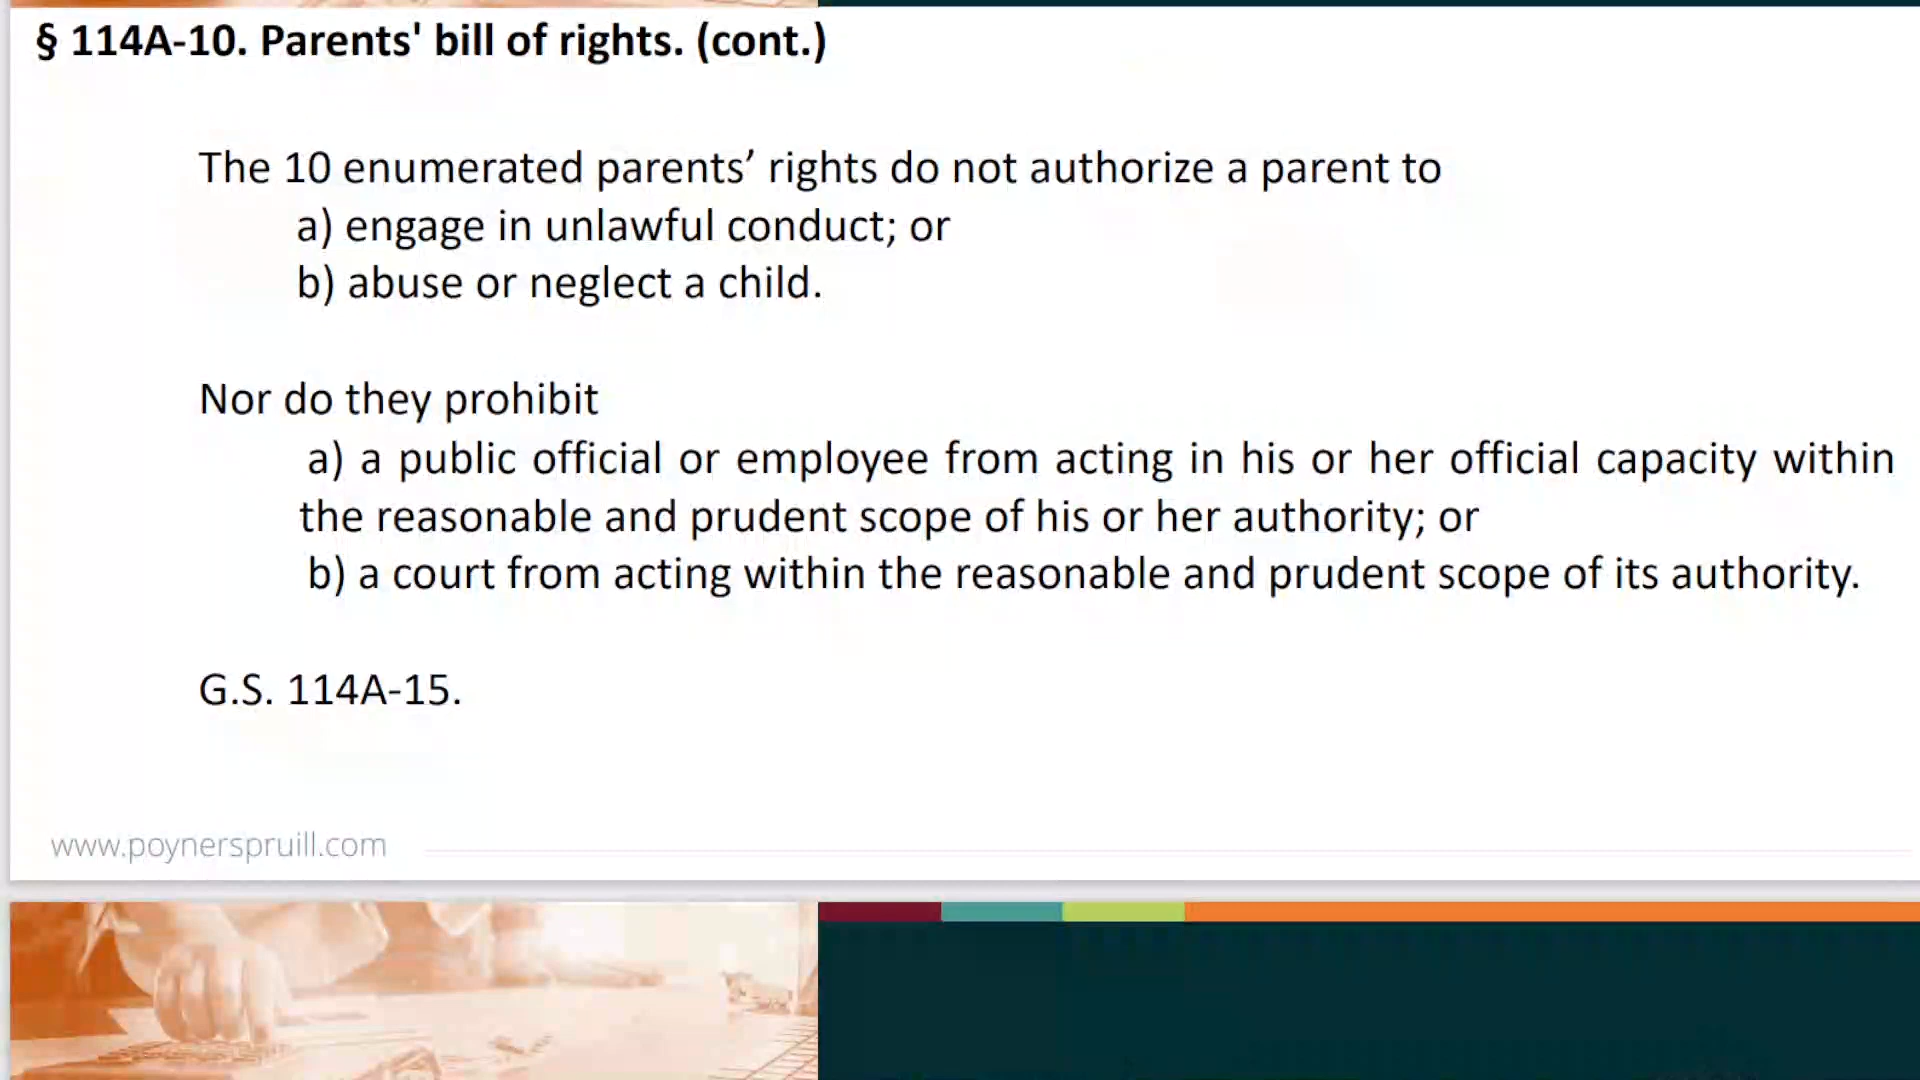 § 114A-10. Parents' bill of rights. (cont.)
The 10 enumerated parents’ rights do not authorize a parent to
a) engage in unlawful conduct; or
b) abuse or neglect a child.
Nor do they prohibit
a) a public official or employee from acting in his or her official capacity within
the reasonable and prudent scope of his or her authority; or
b) a court from acting within the reasonable and prudent scope of its authority.
G.S. 114A-15.
www.poynerspruill.com